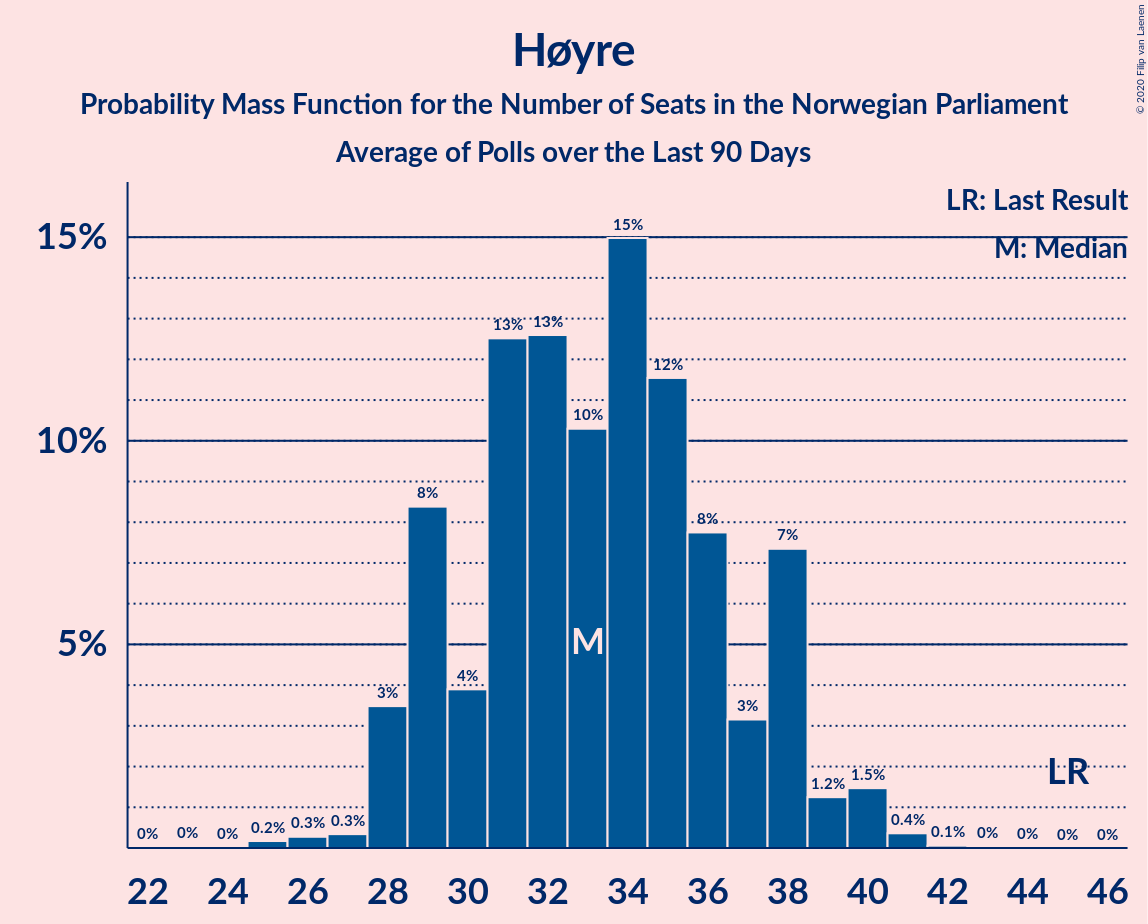 Høyre
Probability Mass Function for the Number of Seats in the Norwegian Parliament
Average of Polls over the Last 90 Days
© 2020 Filip van Laenen
LR: Last Result
M: Median
15%
10%
5%
0% 0% 0% 0.2% 0.3% 0.3% 3% 8% 4% 13% 13% 10% 15% 12% 8% 3% 7% 1.2% 1.5% 0.4% 0.1% 0% 0% 0% 0%
M
LR
22 24 26 28 30 32 34 36 38 40 42 44 46